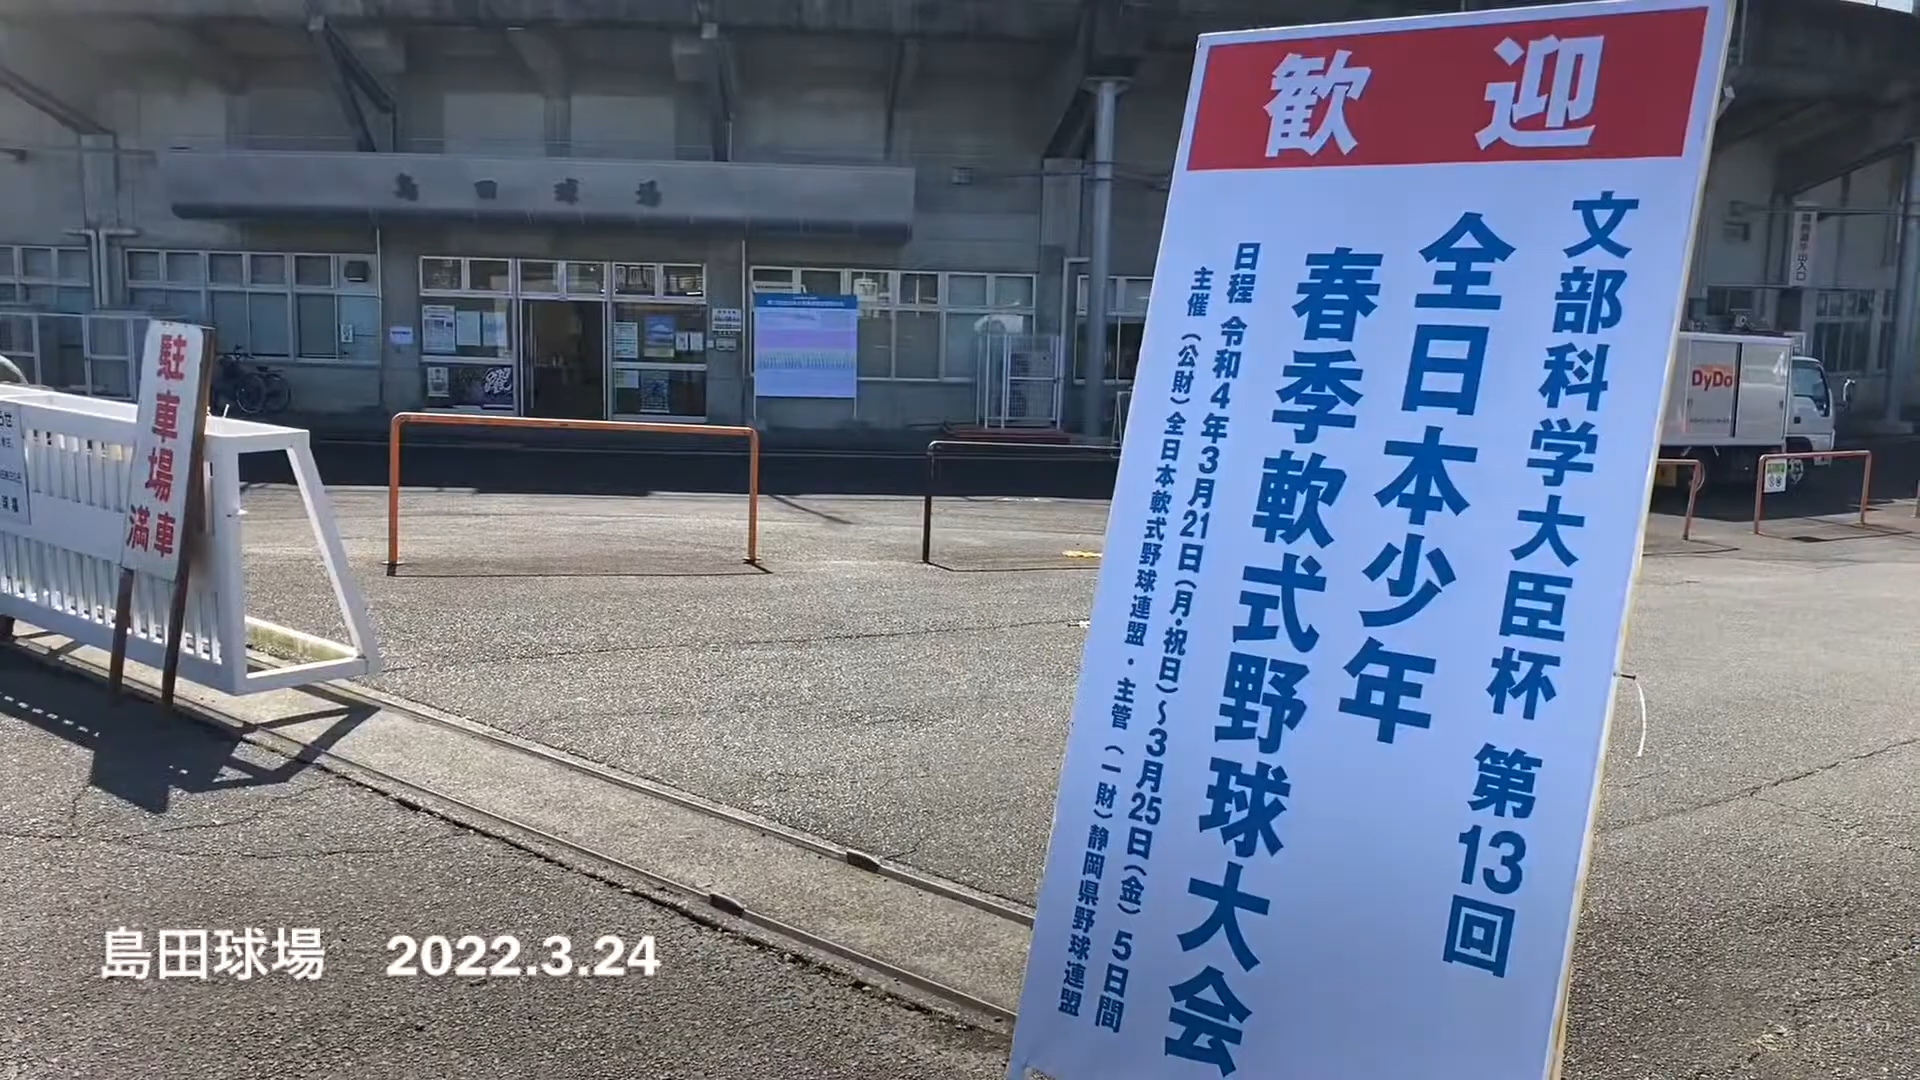 歓迎
文部科学大臣杯 第13回
全日本少年
春季軟式野球大会
日程 令和4年3月21日(月・祝日)~3月25日(金) 5日間
主催 (公財)全日本軟式野球連盟・主管 (一財)静岡県野球連盟
島田球場
駐車場
満車
DyDo
島田球場 2022.3.24